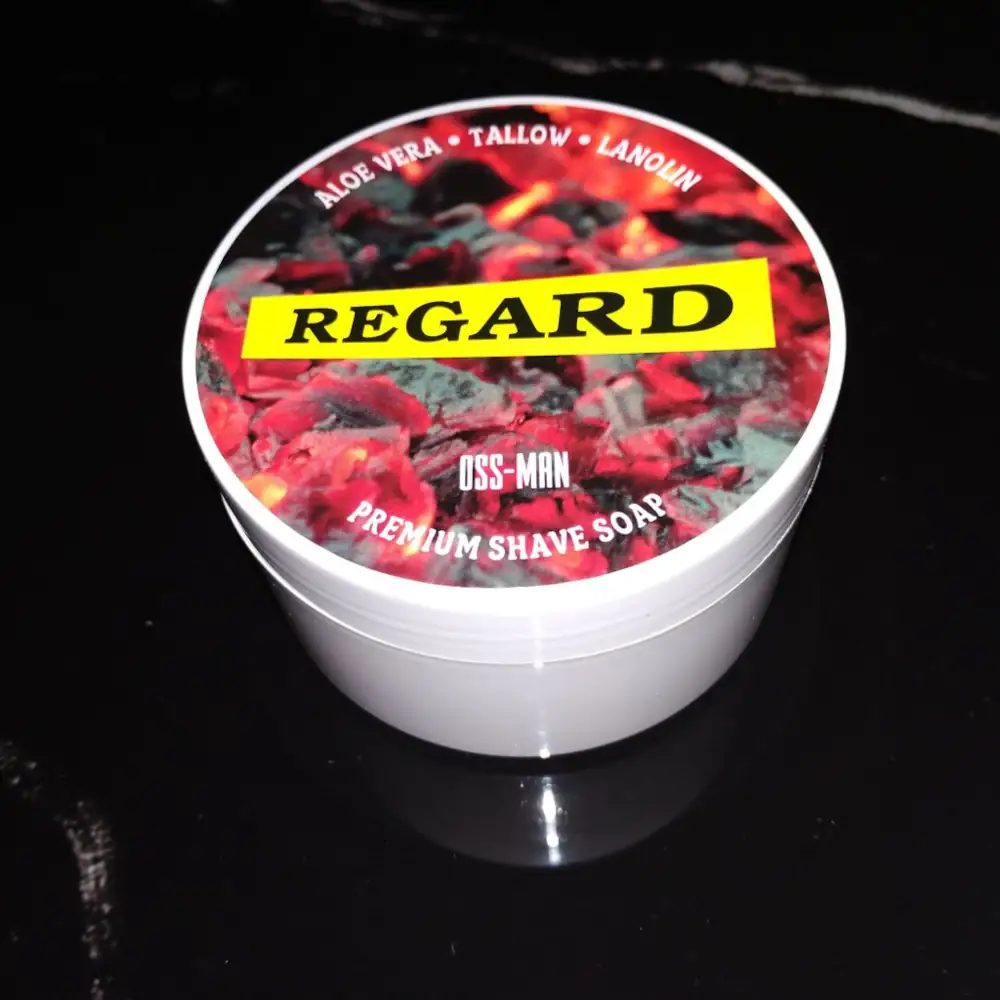 ALOE VERA • TALLOW • LANOLIN
REGARD
OSS-MAN
PREMIUM SHAVE SOAP